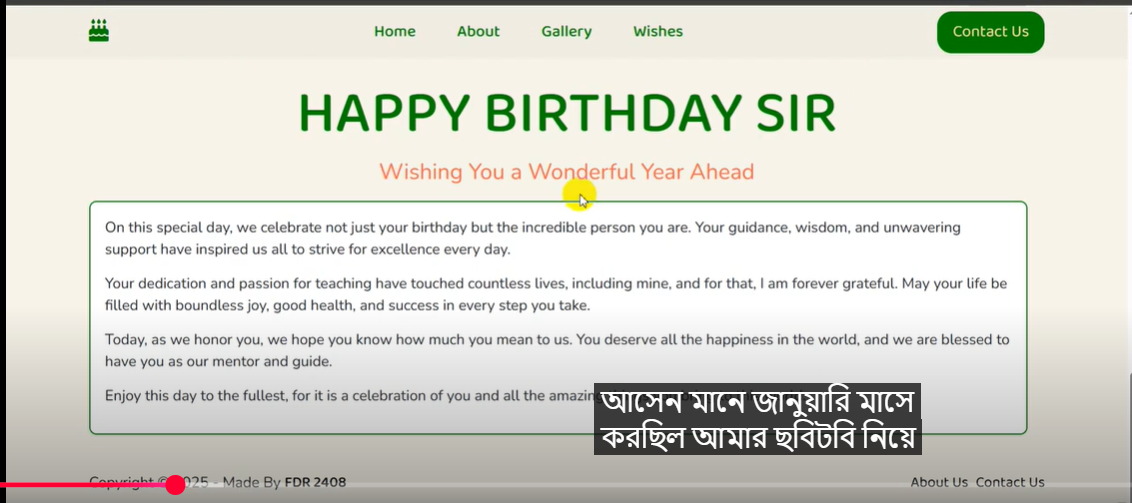 Home About Gallery Wishes Contact Us
HAPPY BIRTHDAY SIR
Wishing You a Wonderful Year Ahead
On this special day, we celebrate not just your birthday but the incredible person you are. Your guidance, wisdom, and unwavering
support have inspired us all to strive for excellence every day.
Your dedication and passion for teaching have touched countless lives, including mine, and for that, I am forever grateful. May your life be
filled with boundless joy, good health, and success in every step you take.
Today, as we honor you, we hope you know how much you mean to us. You deserve all the happiness in the world, and we are blessed to
have you as our mentor and guide.
Enjoy this day to the fullest, for it is a celebration of you and all the amazing
আসেন মানে জানুয়ারি মাসে
করছিল আমার ছবিটবি নিয়ে
Copyright © 2025 - Made By FDR 2408 About Us Contact Us